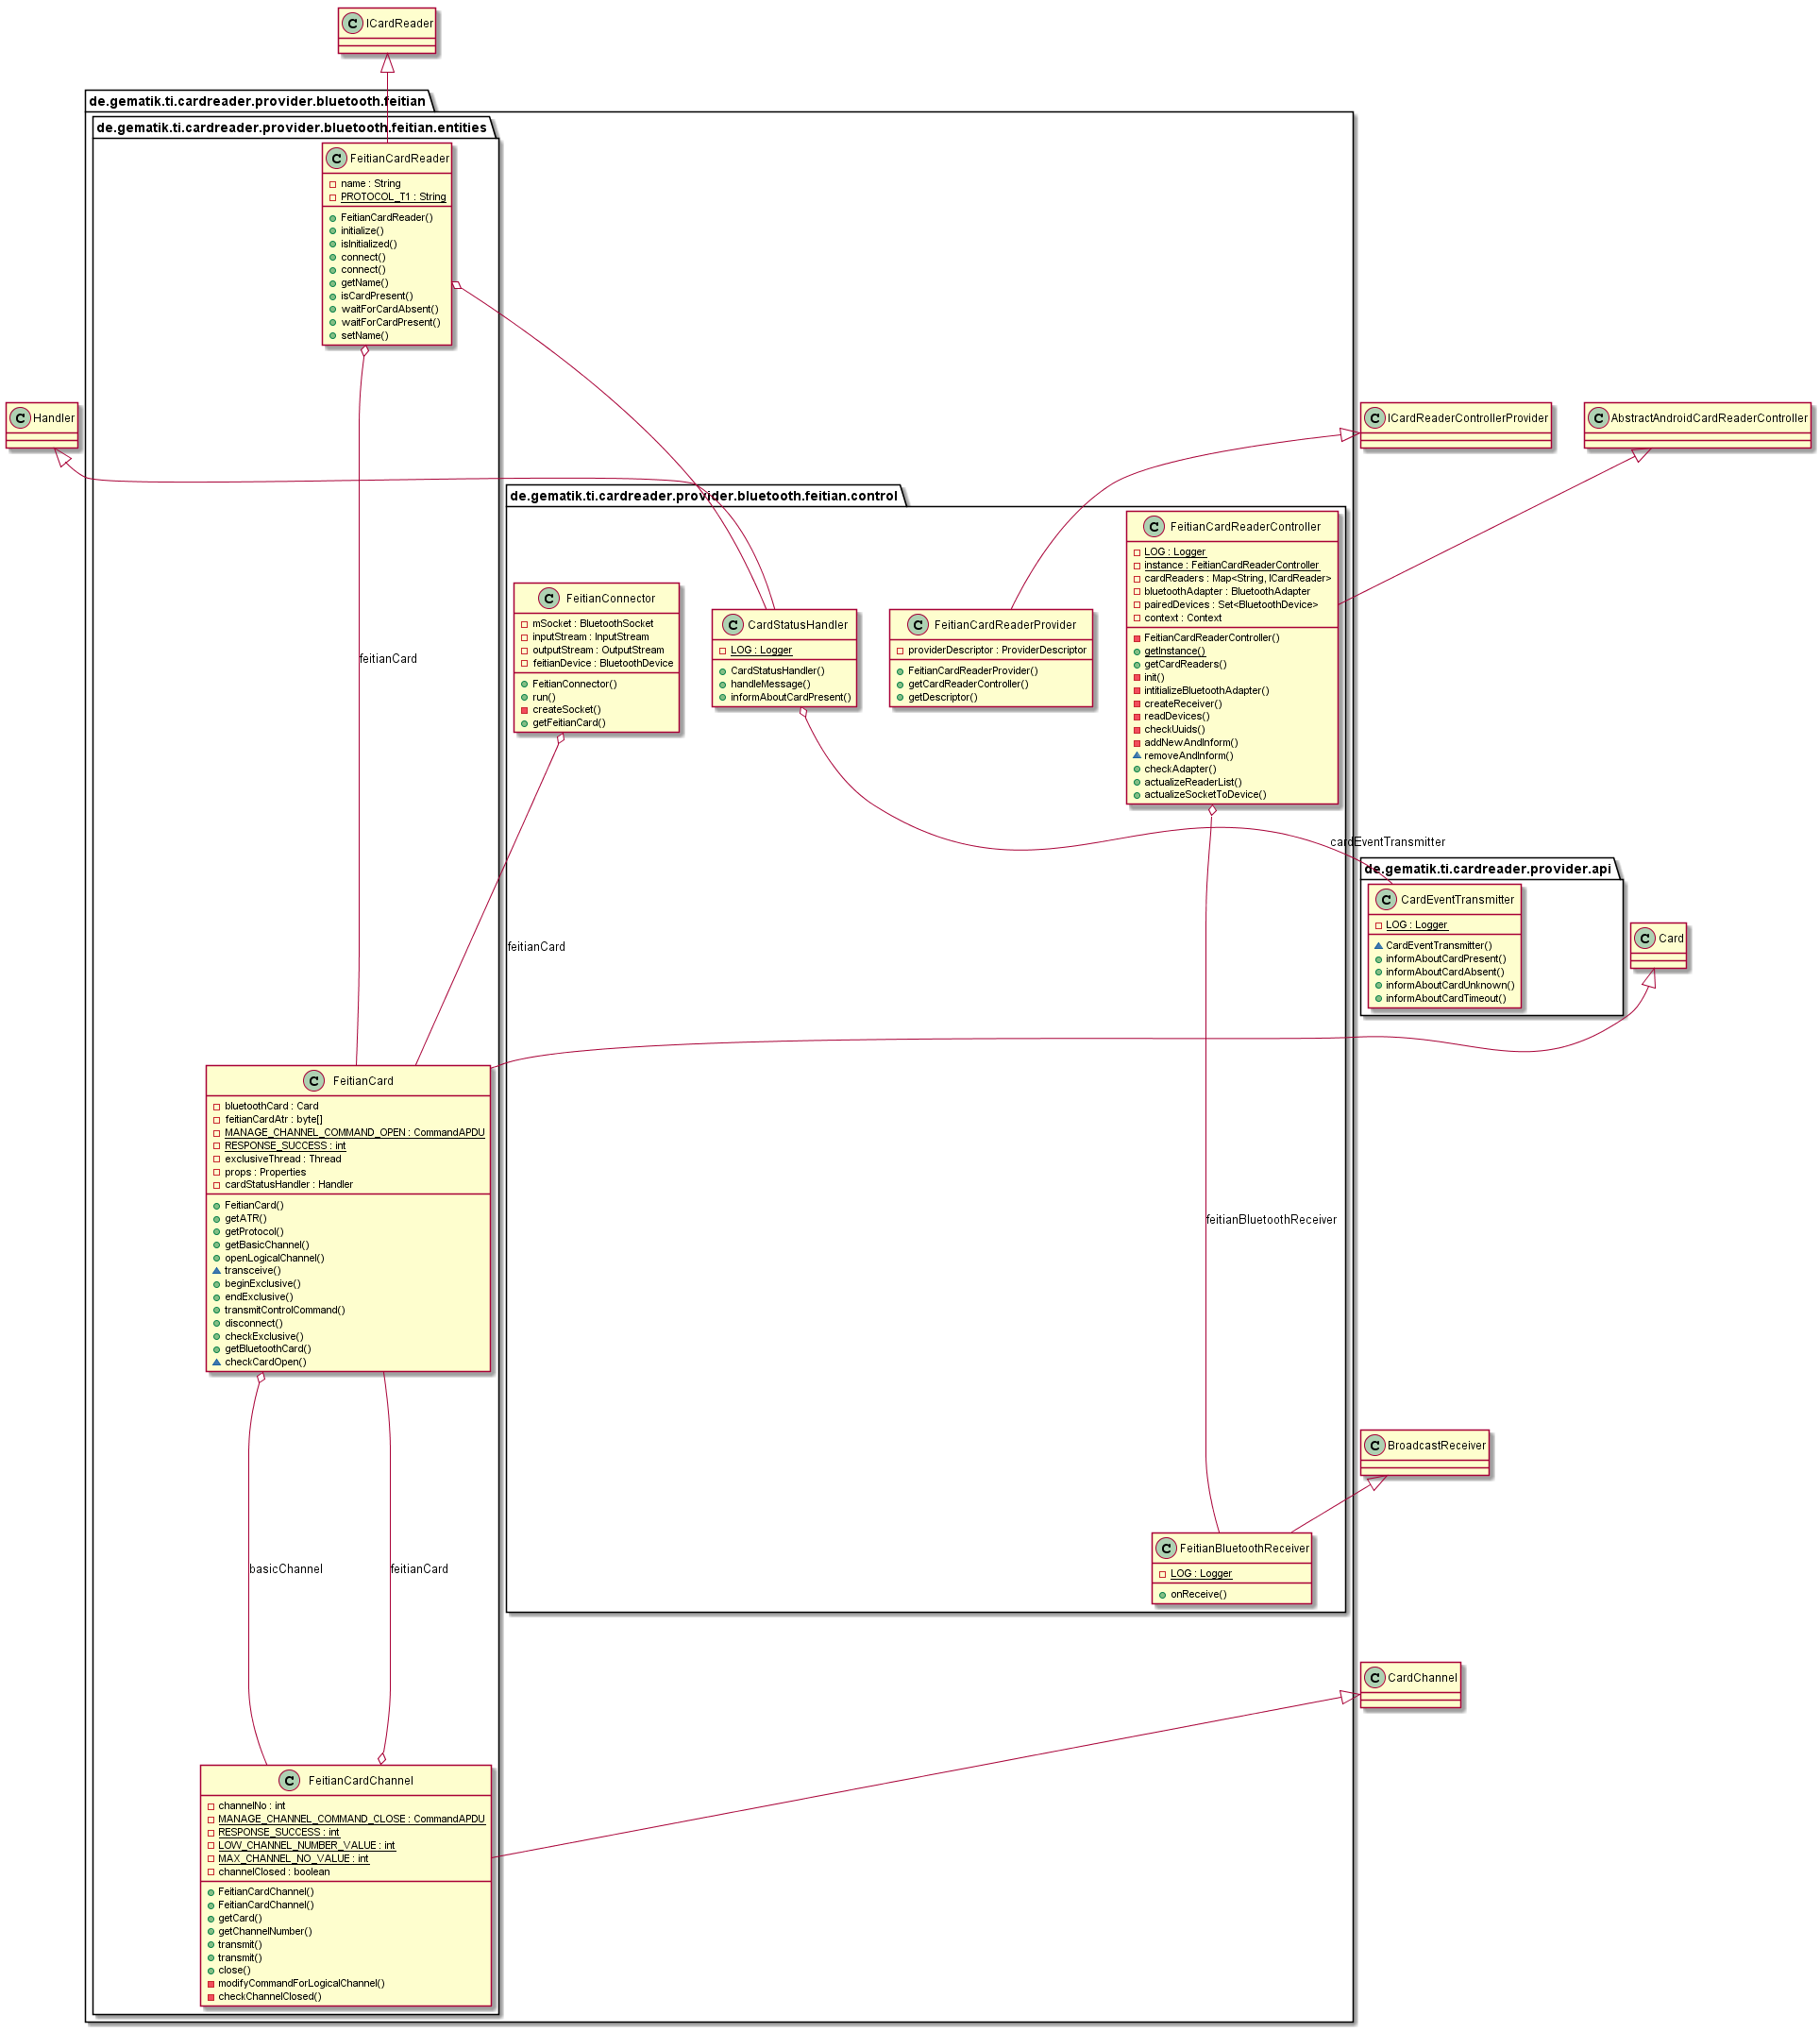 C ICardReader
de.gematik.ti.cardreader.provider.bluetooth.feitian
de.gematik.ti.cardreader.provider.bluetooth.feitian.entities
C FeitianCardReader
name : String
PROTOCOL_T1 : String
FeitianCardReader()
initialize()
isInitialized()
connect()
connect()
getName()
isCardPresent()
waitForCardAbsent()
waitForCardPresent()
setName()
C Handler
C ICardReaderControllerProvider
C AbstractAndroidCardReaderController
de.gematik.ti.cardreader.provider.bluetooth.feitian.control
C FeitianCardReaderController
LOG : Logger
instance : FeitianCardReaderController
cardReaders : Map<String, ICardReader>
bluetoothAdapter : BluetoothAdapter
pairedDevices : Set<BluetoothDevice>
context : Context
FeitianCardReaderController()
getInstance()
getCardReaders()
init()
intitializeBluetoothAdapter()
createReceiver()
readDevices()
checkUuids()
addNewAndInform()
removeAndInform()
checkAdapter()
actualizeReaderList()
actualizeSocketToDevice()
C FeitianConnector
mSocket : BluetoothSocket
inputStream : InputStream
outputStream : OutputStream
feitianDevice : BluetoothDevice
FeitianConnector()
run()
createSocket()
getFeitianCard()
C CardStatusHandler
LOG : Logger
CardStatusHandler()
handleMessage()
informAboutCardPresent()
C FeitianCardReaderProvider
providerDescriptor : ProviderDescriptor
FeitianCardReaderProvider()
getCardReaderController()
getDescriptor()
feitianCard
cardEventTransmitter
de.gematik.ti.cardreader.provider.api
C CardEventTransmitter
LOG : Logger
CardEventTransmitter()
informAboutCardPresent()
informAboutCardAbsent()
informAboutCardUnknown()
informAboutCardTimeout()
C Card
feitianCard
C FeitianCard
bluetoothCard : Card
feitianCardAtr : byte[]
MANAGE_CHANNEL_COMMAND_OPEN : CommandAPDU
RESPONSE_SUCCESS : int
exclusiveThread : Thread
props : Properties
cardStatusHandler : Handler
FeitianCard()
getATR()
getProtocol()
getBasicChannel()
openLogicalChannel()
transceive()
beginExclusive()
endExclusive()
transmitControlCommand()
disconnect()
checkExclusive()
getBluetoothCard()
checkCardOpen()
feitianBluetoothReceiver
C BroadcastReceiver
C FeitianBluetoothReceiver
LOG : Logger
onReceive()
basicChannel
feitianCard
C CardChannel
C FeitianCardChannel
channelNo : int
MANAGE_CHANNEL_COMMAND_CLOSE : CommandAPDU
RESPONSE_SUCCESS : int
LOW_CHANNEL_NUMBER_VALUE : int
MAX_CHANNEL_NO_VALUE : int
channelClosed : boolean
FeitianCardChannel()
FeitianCardChannel()
getCard()
getChannelNumber()
transmit()
transmit()
close()
modifyCommandForLogicalChannel()
checkChannelClosed()